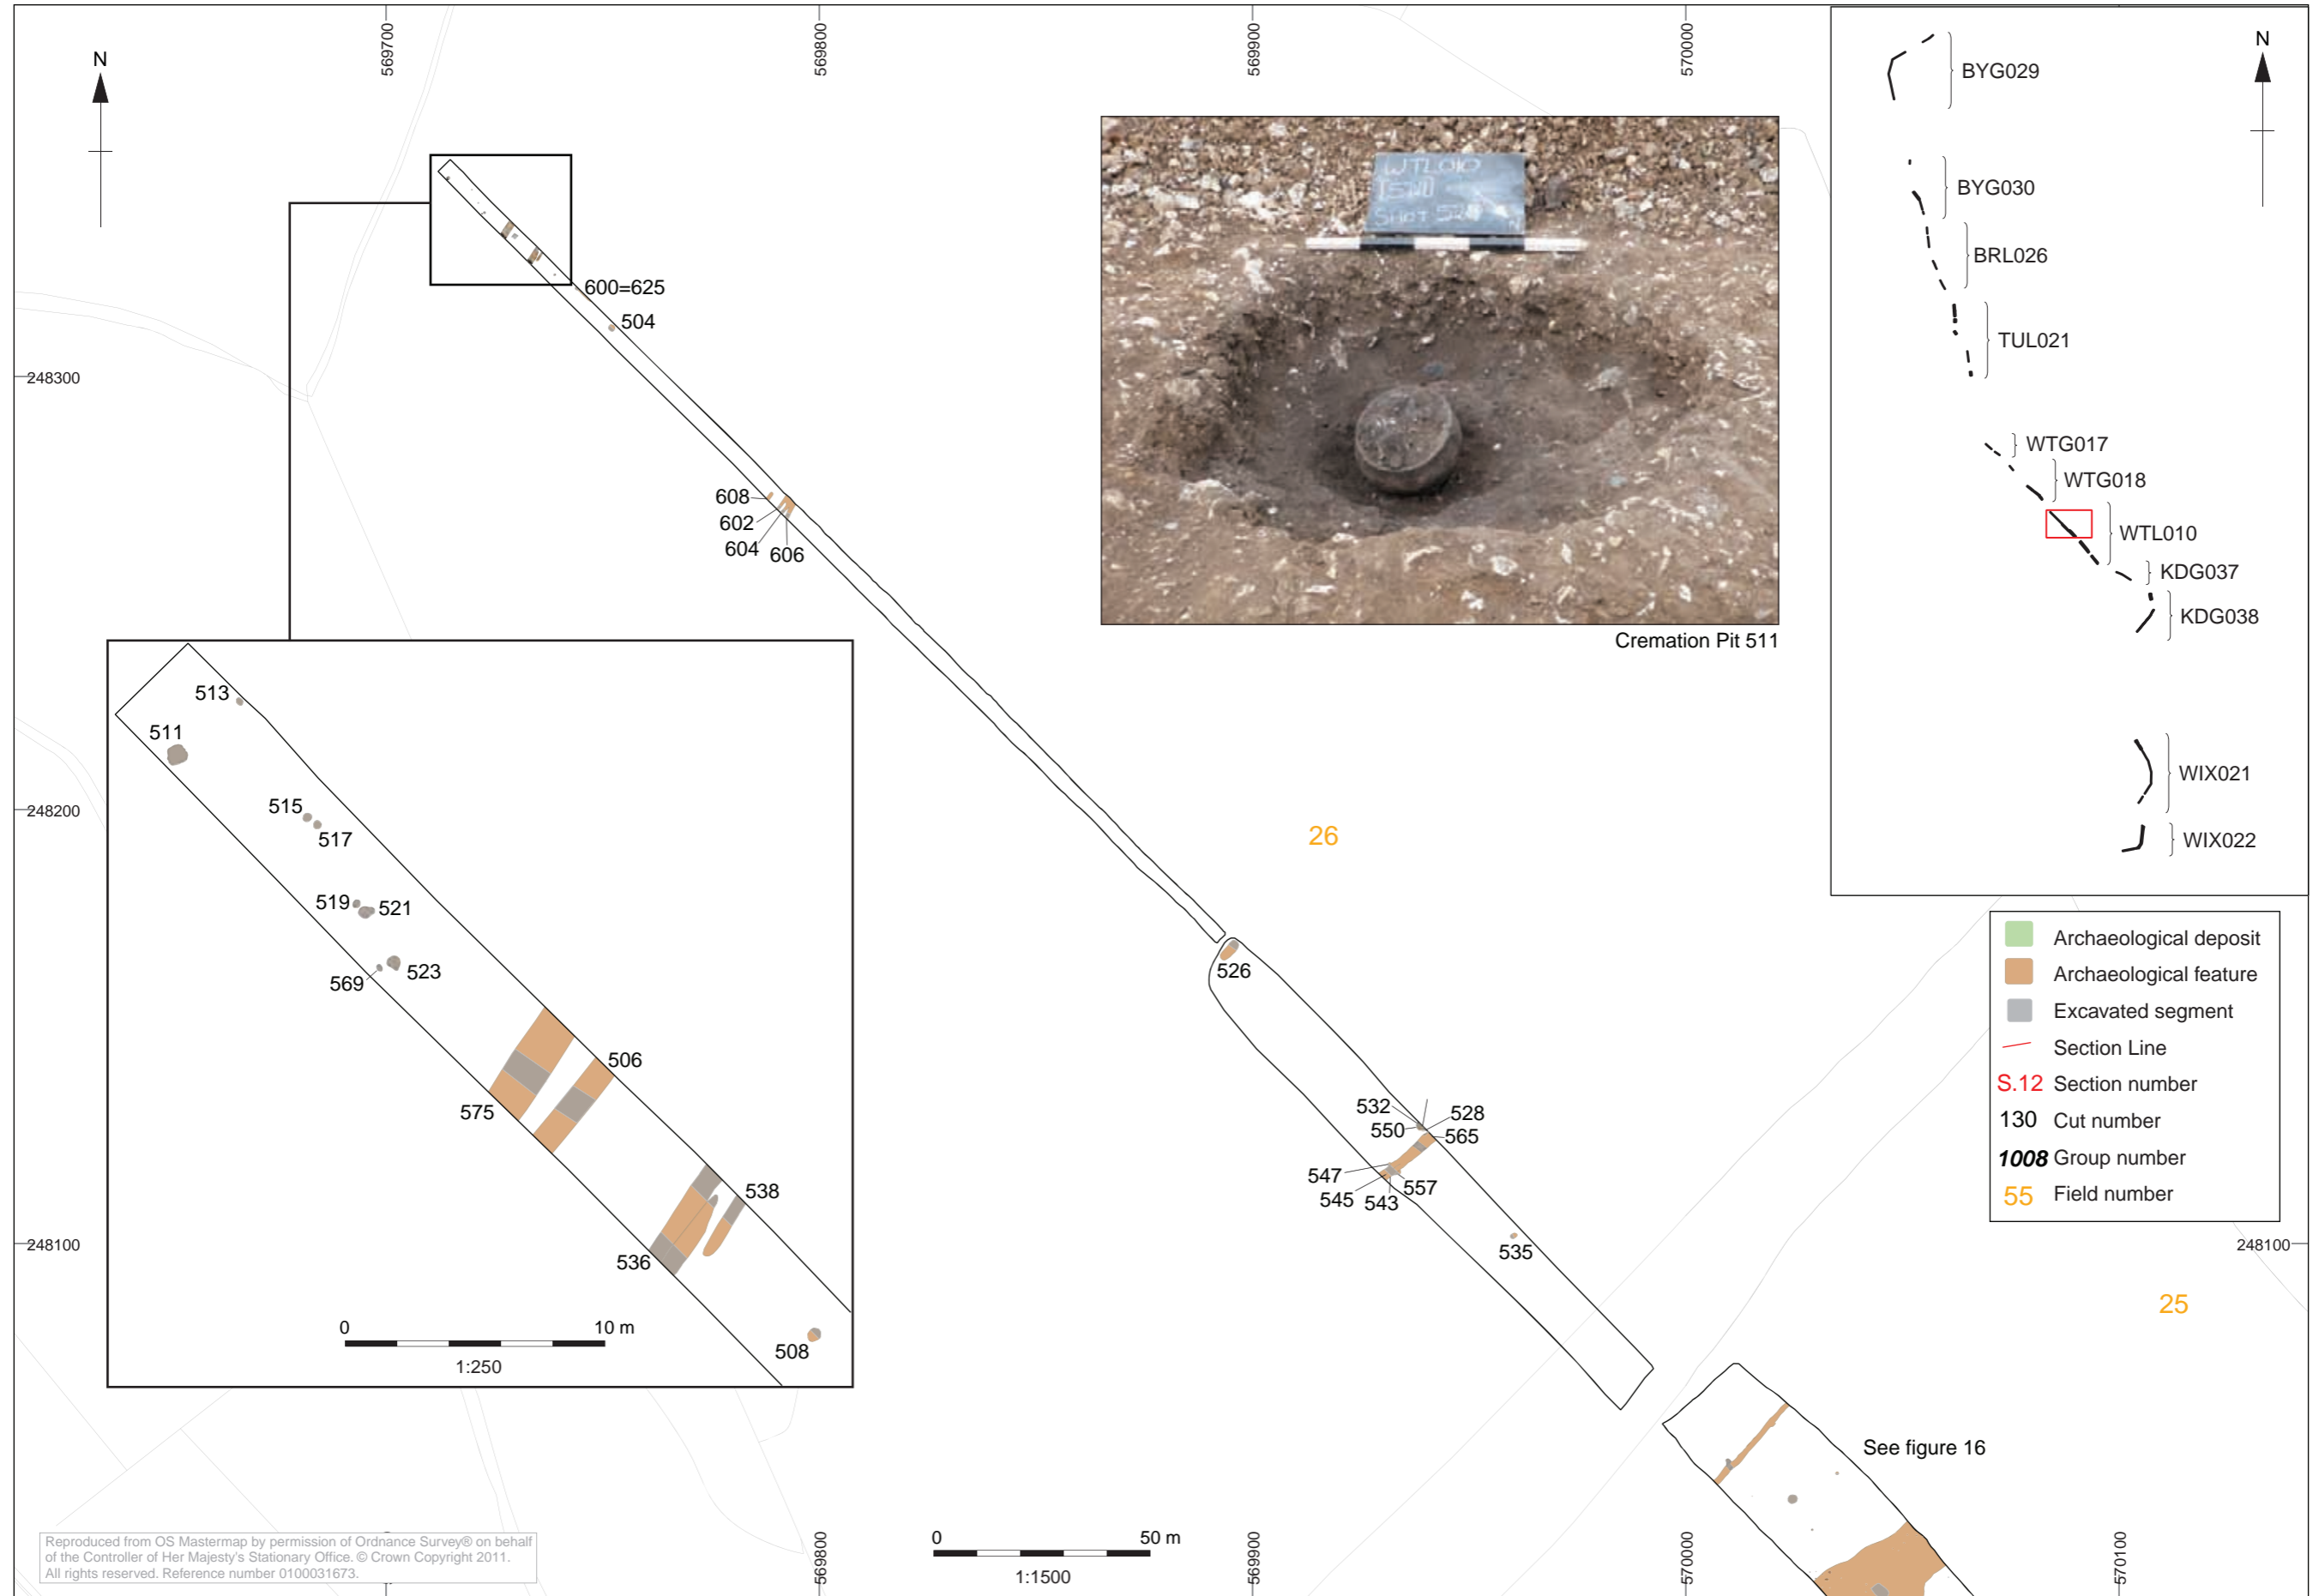 569700
569800
569900
570000
N
N
BYG029
BYG030
BRL026
TUL021
WTG017
WTG018
WTL010
KDG037
KDG038
WIX021
WIX022
WTL010
SHOT
Cremation Pit 511
600=625
504
248300
608
602
604
606
513
511
515
517
519
521
523
569
506
575
538
536
508
0 10 m
1:250
248200
26
526
532
528
550
565
547
557
545
543
535
Archaeological deposit
Archaeological feature
Excavated segment
Section Line
S.12 Section number
130 Cut number
1008 Group number
55 Field number
248100
248100
25
See figure 16
0 50 m
1:1500
569800
569900
570000
570100
Reproduced from OS Mastermap by permission of Ordnance Survey® on behalf
of the Controller of Her Majesty's Stationary Office. © Crown Copyright 2011.
All rights reserved. Reference number 0100031673.